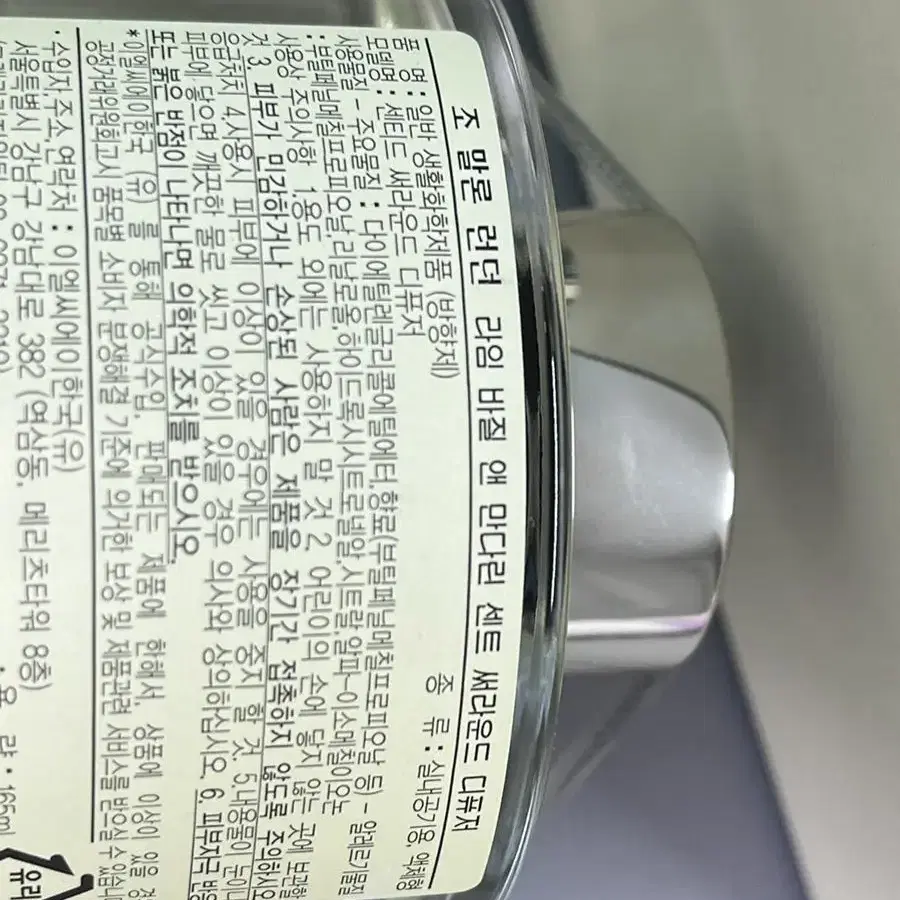 조 말론 런던 라임 바질 앤 만다린 센트 써라운드 디퓨저
품 명 : 일반 생활화학제품 (방향제) 종 류 : 실내공기용, 액체형
모델명 : 센티드 써라운드 디퓨저
사용물질 - 주요물질 : 다이에틸렌글리콜에틸에터,향료(부틸페닐메칠프로피오날 등) - 알레르기물질
: 부틸페닐메칠프로피오날,리날로올,하이드록시시트로넬알,시트랄,알파-이소메칠이오논
사용상 주의사항 1.용도 외에는 사용하지 말 것 2. 어린이의 손에 닿지 않는 곳에 보관할
것 3. 피부가 민감하거나 손상된 사람은 제품을 장기간 접촉하지 않도록 주의하시오
응급처치 4.사용시 피부에 이상이 있을 경우에는 사용을 중지 할 것. 5.내용물이 눈이나
피부에 닿으면 깨끗한 물로 씻고 이상이 있을 경우 의사와 상의하십시오. 6. 피부자극 반응
또는 붉은 반점이 나타나면 의학적 조치를 받으시오.
*이엘씨에이한국 (유) 을 통해 공식수입, 판매되는 제품에 한해서, 상품에 이상이 있을 경
공정거래위원회고시 품목별 소비자 분쟁해결 기준에 의거한 보상 및 제품관련 서비스를 받으실 수 있습니
· 수입자,주소,연락처 : 이엘씨에이한국(유)
서울특별시 강남구 강남대로 382 (역삼동, 메리츠타워 8층)
용 량 : 165ml
유리